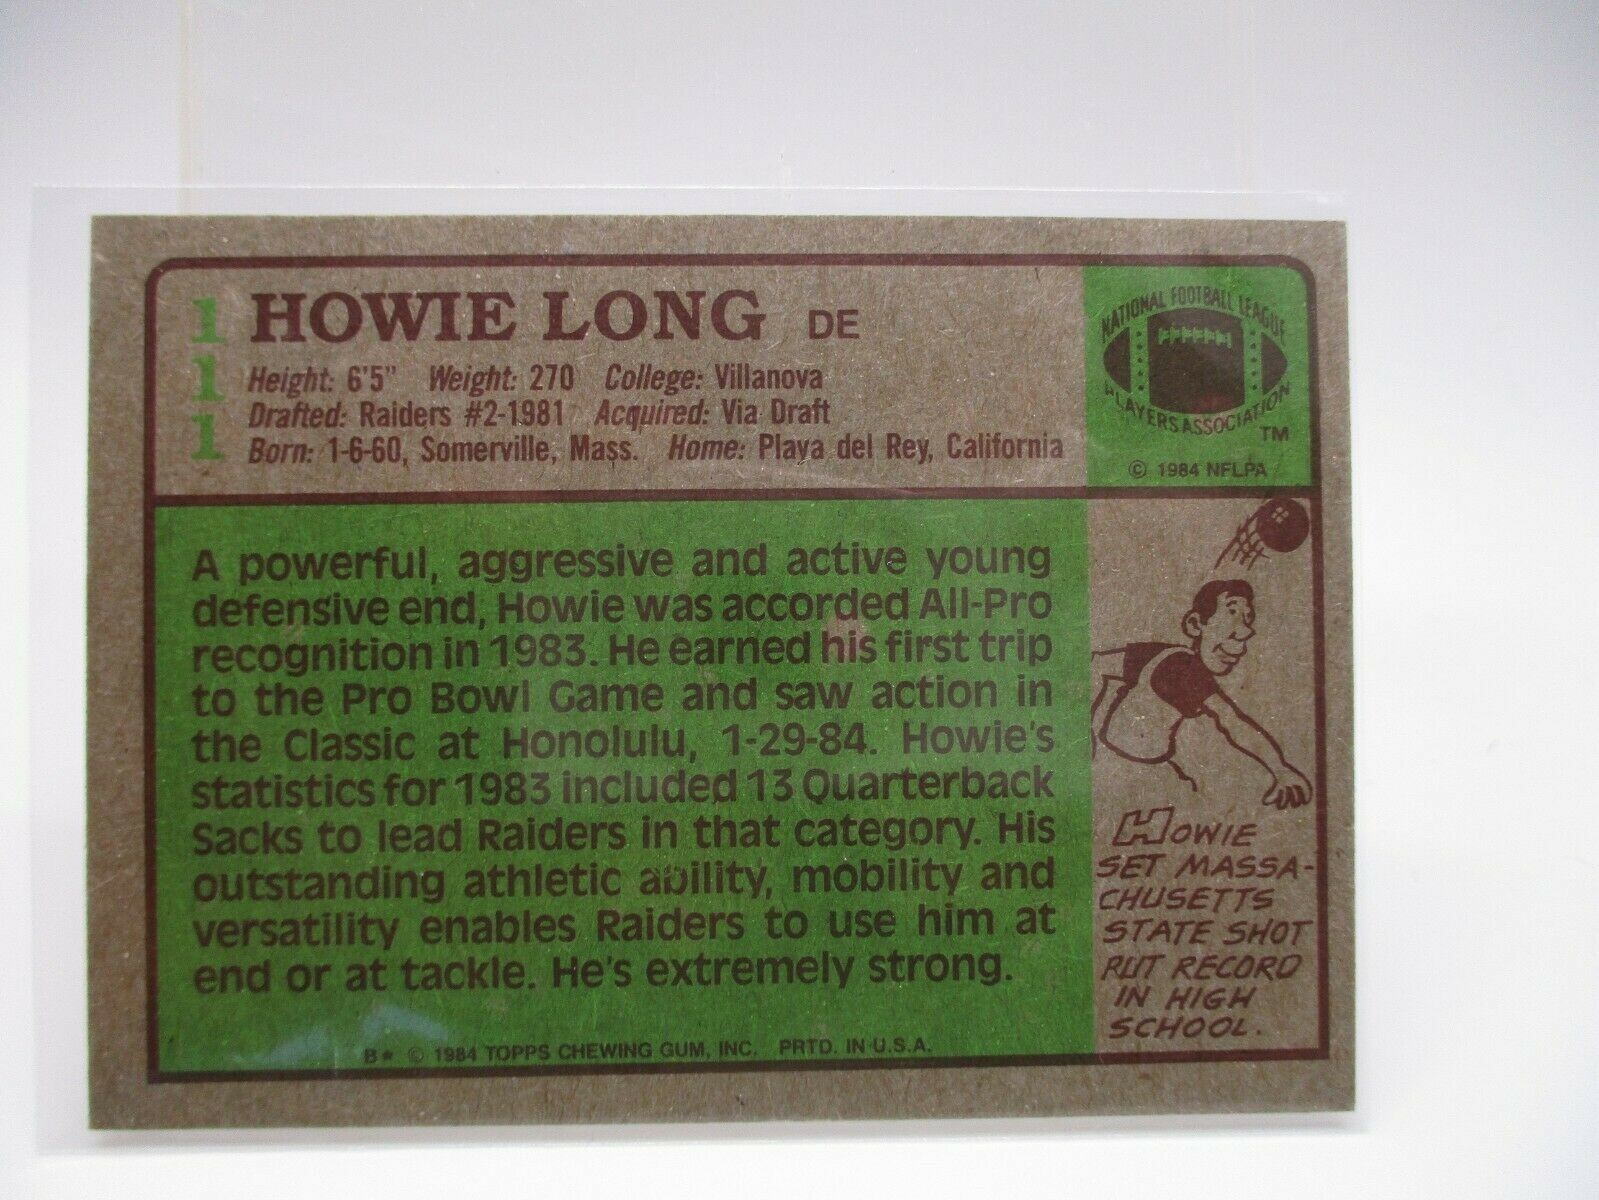 1
1
1
HOWIE LONG DE
Height: 6'5" Weight: 270 College: Villanova
Drafted: Raiders #2-1981 Acquired: Via Draft
Born: 1-6-60, Somerville, Mass. Home: Playa del Rey, California
NATIONAL FOOTBALL LEAGUE
PLAYERS ASSOCIATION
TM
© 1984 NFLPA
A powerful, aggressive and active young
defensive end, Howie was accorded All-Pro
recognition in 1983. He earned his first trip
to the Pro Bowl Game and saw action in
the Classic at Honolulu, 1-29-84. Howie's
statistics for 1983 included 13 Quarterback
Sacks to lead Raiders in that category. His
outstanding athletic ability, mobility and
versatility enables Raiders to use him at
end or at tackle. He's extremely strong.
HOWIE
SET MASSA-
CHUSETTS
STATE SHOT
PUT RECORD
IN HIGH
SCHOOL.
B* © 1984 TOPPS CHEWING GUM, INC. PRTD. IN U.S.A.